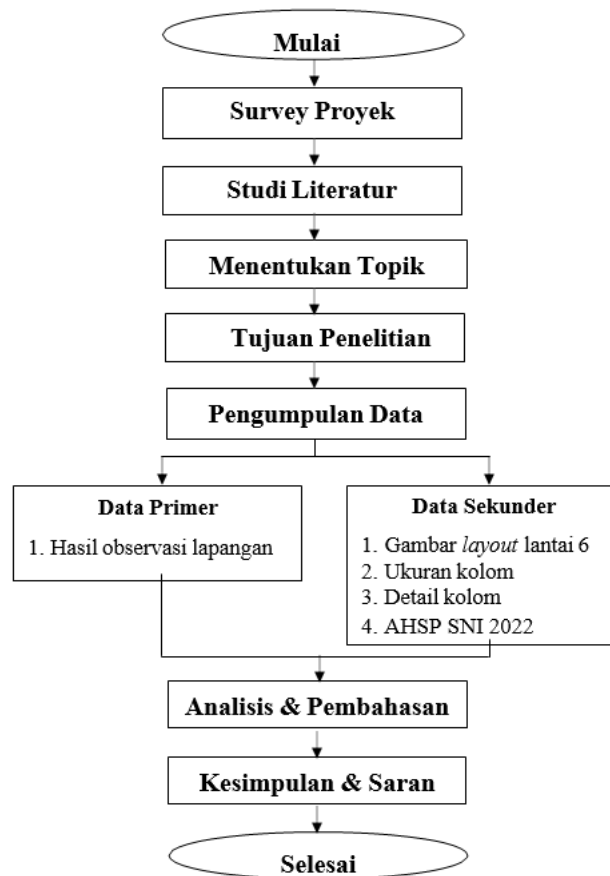 Mulai
Survey Proyek
Studi Literatur
Menentukan Topik
Tujuan Penelitian
Pengumpulan Data
Data Primer
1. Hasil observasi lapangan
Data Sekunder
1. Gambar layout lantai 6
2. Ukuran kolom
3. Detail kolom
4. AHSP SNI 2022
Analisis & Pembahasan
Kesimpulan & Saran
Selesai